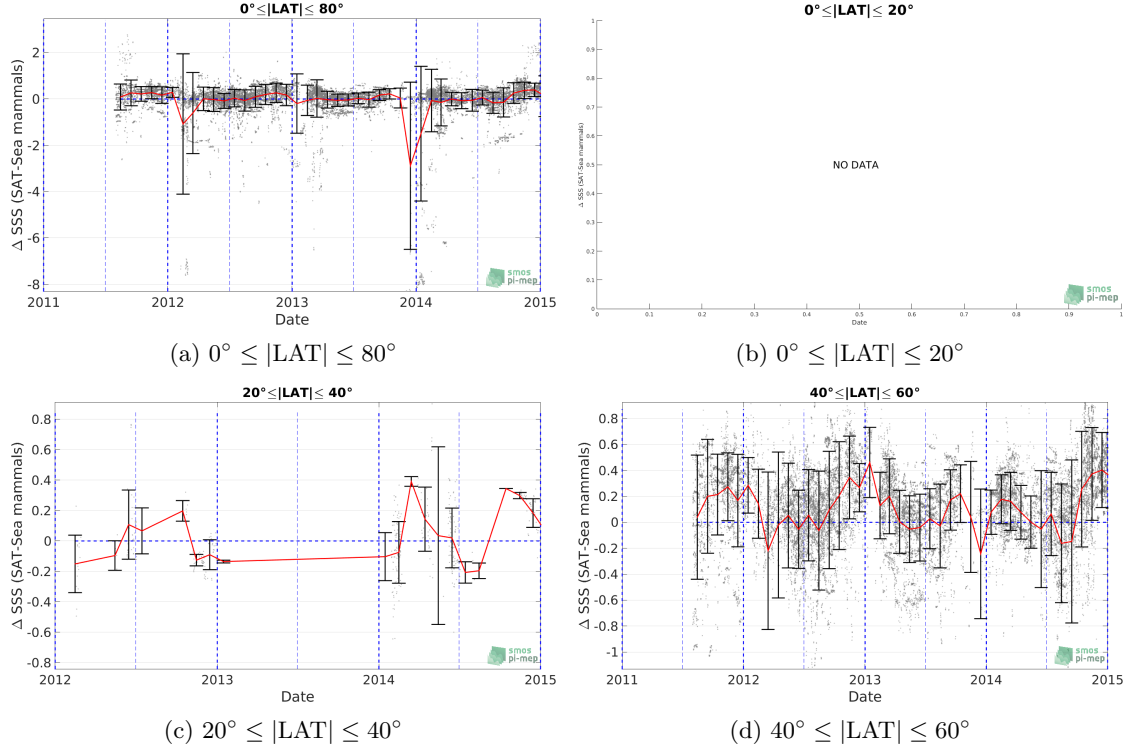 0°≤|LAT|≤ 80°
Δ SSS (SAT-Sea mammals)
2
0
-2
-4
-6
-8
2011
2012
2013
2014
2015
Date
smos
pi-mep
(a) 0° ≤ |LAT| ≤ 80°
0°≤|LAT|≤ 20°
Δ SSS (SAT-Sea mammals)
1
0.9
0.8
0.7
0.6
0.5
0.4
0.3
0.2
0.1
0
NO DATA
0
0.1
0.2
0.3
0.4
0.5
0.6
0.7
0.8
0.9
1
Date
smos
pi-mep
(b) 0° ≤ |LAT| ≤ 20°
20°≤|LAT|≤ 40°
Δ SSS (SAT-Sea mammals)
0.8
0.6
0.4
0.2
0
-0.2
-0.4
-0.6
-0.8
2012
2013
2014
2015
Date
smos
pi-mep
(c) 20° ≤ |LAT| ≤ 40°
40°≤|LAT|≤ 60°
Δ SSS (SAT-Sea mammals)
0.8
0.6
0.4
0.2
0
-0.2
-0.4
-0.6
-0.8
-1
2011
2012
2013
2014
2015
Date
smos
pi-mep
(d) 40° ≤ |LAT| ≤ 60°